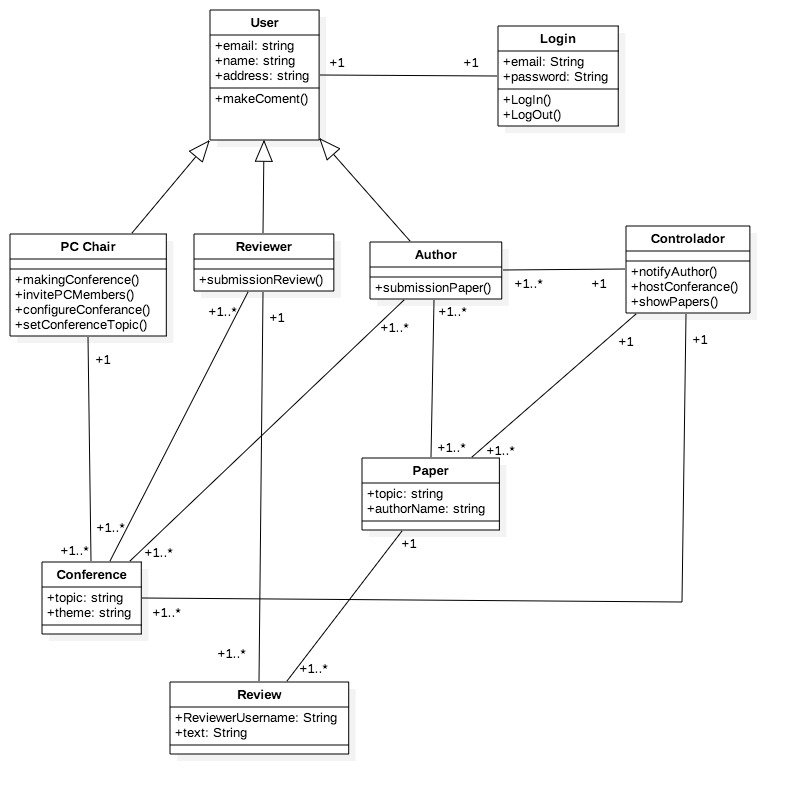 User
+email: string
+name: string
+address: string
+makeComent()
+1
+1
Login
+email: String
+password: String
+LogIn()
+LogOut()
PC Chair
+makingConference()
+invitePCMembers()
+configureConferance()
+setConferenceTopic()
Reviewer
+submissionReview()
Author
+submissionPaper()
Controlador
+notifyAuthor()
+hostConferance()
+showPapers()
+1..*
+1
+1..*
+1
+1..*
+1..*
+1
+1
+1
+1..*
+1..*
Paper
+topic: string
+authorName: string
+1..*
+1..*
+1..*
+1
Conference
+topic: string
+theme: string
+1..*
+1..*
+1..*
Review
+ReviewerUsername: String
+text: String